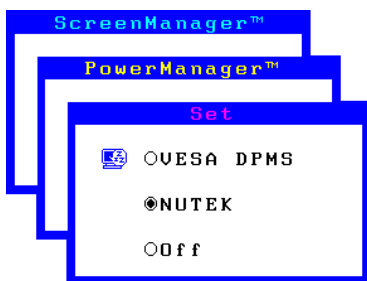 ScreenManager™
PowerManager™
Set
VESA DPMS
NUTEK
Off